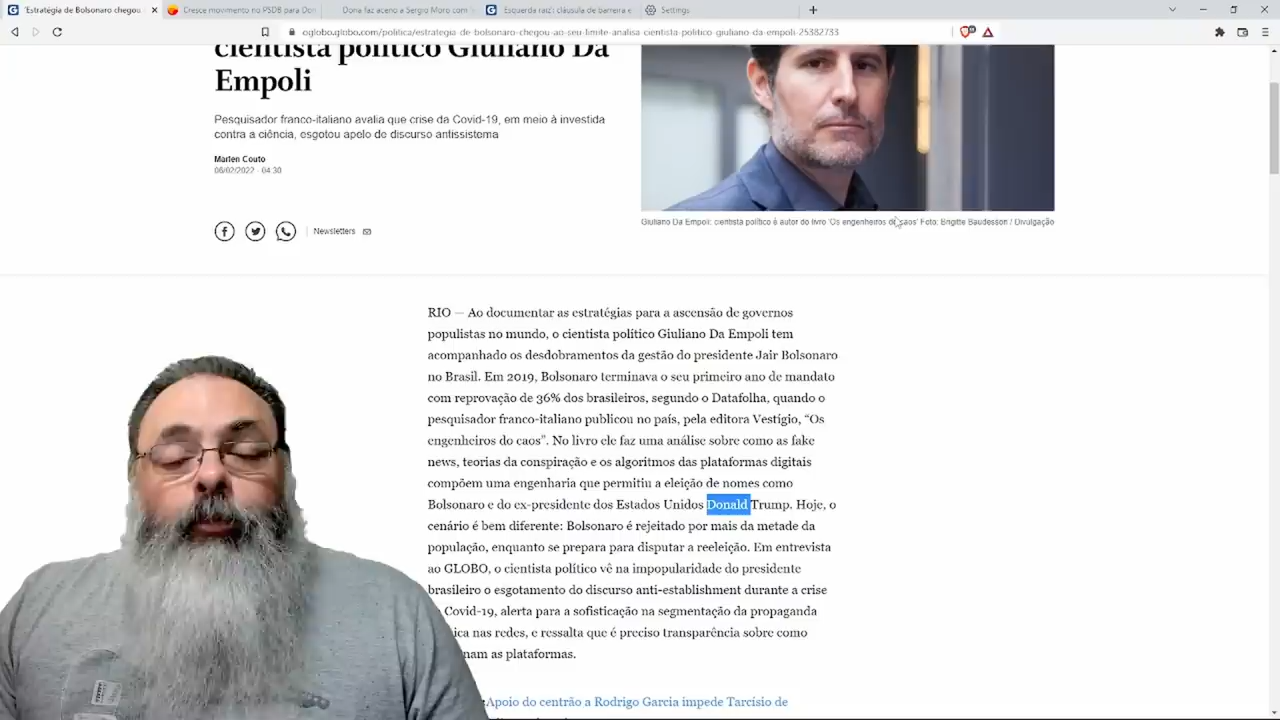 'Estratégia de Bolsonaro chegou
Cresce movimento no PSDB para Dori
Doria faz aceno a Sergio Moro com
'Esquerda raiz': cláusula de barreira e
Settings
oglobo.globo.com/politica/estrategia-de-bolsonaro-chegou-ao-seu-limite-analisa-cientista-politico-giuliano-da-empoli-25382733
cientista político Giuliano Da
Empoli
Pesquisador franco-italiano avalia que crise da Covid-19, em meio à investida
contra a ciência, esgotou apelo de discurso antissistema
Marlen Couto
06/02/2022 - 04:30
Newsletters
Giuliano Da Empoli: cientista político é autor do livro 'Os engenheiros do caos' Foto: Brigitte Baudesson / Divulgação
RIO — Ao documentar as estratégias para a ascensão de governos
populistas no mundo, o cientista político Giuliano Da Empoli tem
acompanhado os desdobramentos da gestão do presidente Jair Bolsonaro
no Brasil. Em 2019, Bolsonaro terminava o seu primeiro ano de mandato
com reprovação de 36% dos brasileiros, segundo o Datafolha, quando o
pesquisador franco-italiano publicou no país, pela editora Vestígio, “Os
engenheiros do caos”. No livro ele faz uma análise sobre como as fake
news, teorias da conspiração e os algoritmos das plataformas digitais
compõem uma engenharia que permitiu a eleição de nomes como
Bolsonaro e do ex-presidente dos Estados Unidos Donald Trump. Hoje, o
cenário é bem diferente: Bolsonaro é rejeitado por mais da metade da
população, enquanto se prepara para disputar a reeleição. Em entrevista
ao GLOBO, o cientista político vê na impopularidade do presidente
brasileiro o esgotamento do discurso anti-establishment durante a crise
Covid-19, alerta para a sofisticação na segmentação da propaganda
ica nas redes, e ressalta que é preciso transparência sobre como
nam as plataformas.
Apoio do centrão a Rodrigo Garcia impede Tarcísio de